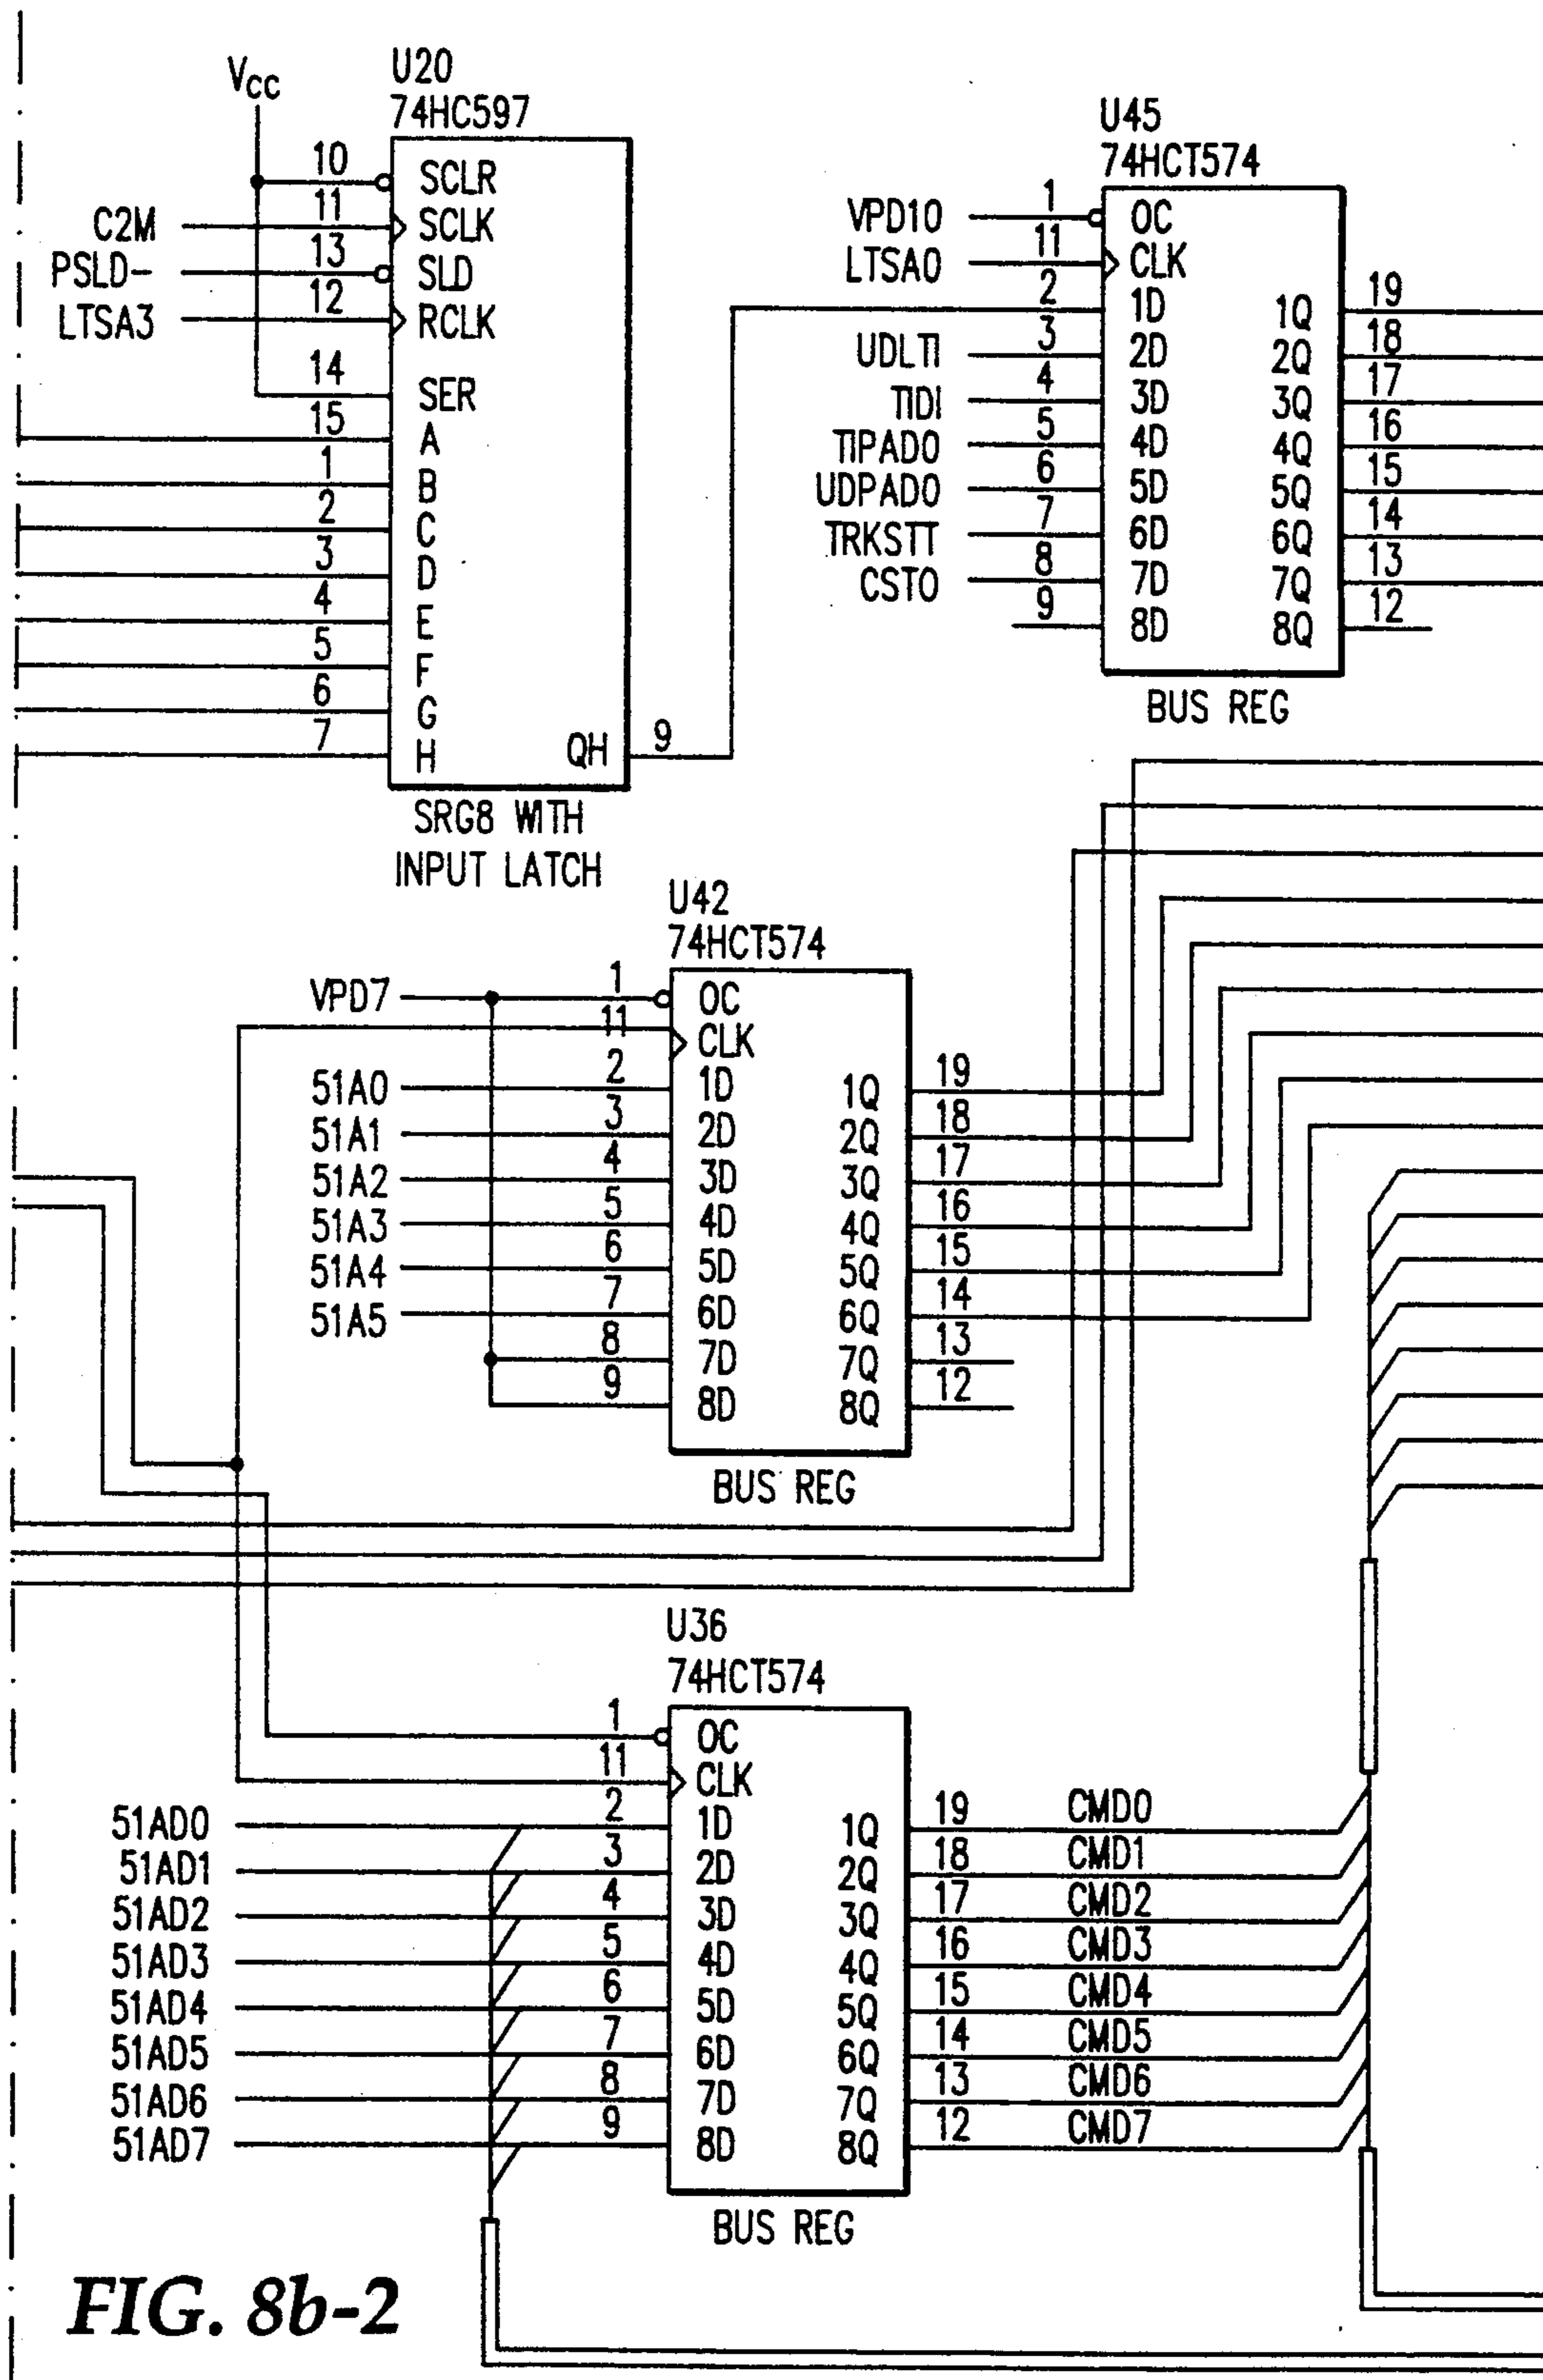 VCC
U20
74HC597
10 SCLR
C2M 11 SCLK
PSLD- 13 SLD
LTSA3 12 RCLK
14 SER
15 A
1 B
2 C
3 D
4 E
5 F
6 G
7 H QH 9
SRG8 WITH
INPUT LATCH
U45
74HCT574
VPD10 1 OC
LTSA0 11 CLK
2 1D 1Q 19
UDLTI 3 2D 2Q 18
TIDI 4 3D 3Q 17
TIPADO 5 4D 4Q 16
UDPADO 6 5D 5Q 15
TRKSTT 7 6D 6Q 14
CSTO 8 7D 7Q 13
9 8D 8Q 12
BUS REG
U42
74HCT574
VPD7 1 OC
11 CLK
51A0 2 1D 1Q 19
51A1 3 2D 2Q 18
51A2 4 3D 3Q 17
51A3 5 4D 4Q 16
51A4 6 5D 5Q 15
51A5 7 6D 6Q 14
8 7D 7Q 13
9 8D 8Q 12
BUS REG
U36
74HCT574
1 OC
11 CLK
51AD0 2 1D 1Q 19 CMD0
51AD1 3 2D 2Q 18 CMD1
51AD2 4 3D 3Q 17 CMD2
51AD3 5 4D 4Q 16 CMD3
51AD4 6 5D 5Q 15 CMD4
51AD5 7 6D 6Q 14 CMD5
51AD6 8 7D 7Q 13 CMD6
51AD7 9 8D 8Q 12 CMD7
BUS REG
FIG. 8b-2